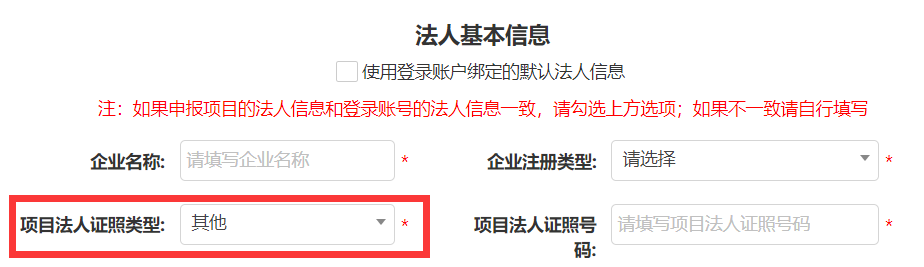 法人基本信息
使用登录账户绑定的默认法人信息
注：如果申报项目的法人信息和登录账号的法人信息一致，请勾选上方选项；如果不一致请自行填写
企业名称: 请填写企业名称 * 企业注册类型: 请选择 *
项目法人证照类型: 其他 * 项目法人证照号 请填写项目法人证照号码 *
码: